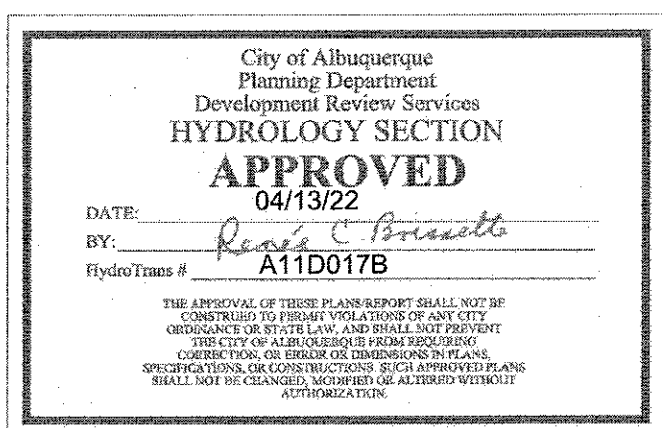 City of Albuquerque
Planning Department
Development Review Services
HYDROLOGY SECTION
APPROVED
DATE: 04/13/22
BY: Reneé C. Brissette
HydroTrans # A11D017B
THE APPROVAL OF THESE PLANS/REPORT SHALL NOT BE
CONSTRUED TO PERMIT VIOLATIONS OF ANY CITY
ORDINANCE OR STATE LAW, AND SHALL NOT PREVENT
THE CITY OF ALBUQUERQUE FROM REQUIRING
CORRECTION, OR ERROR OR DIMENSIONS IN PLANS,
SPECIFICATIONS, OR CONSTRUCTIONS. SUCH APPROVED PLANS
SHALL NOT BE CHANGED, MODIFIED OR ALTERED WITHOUT
AUTHORIZATION.